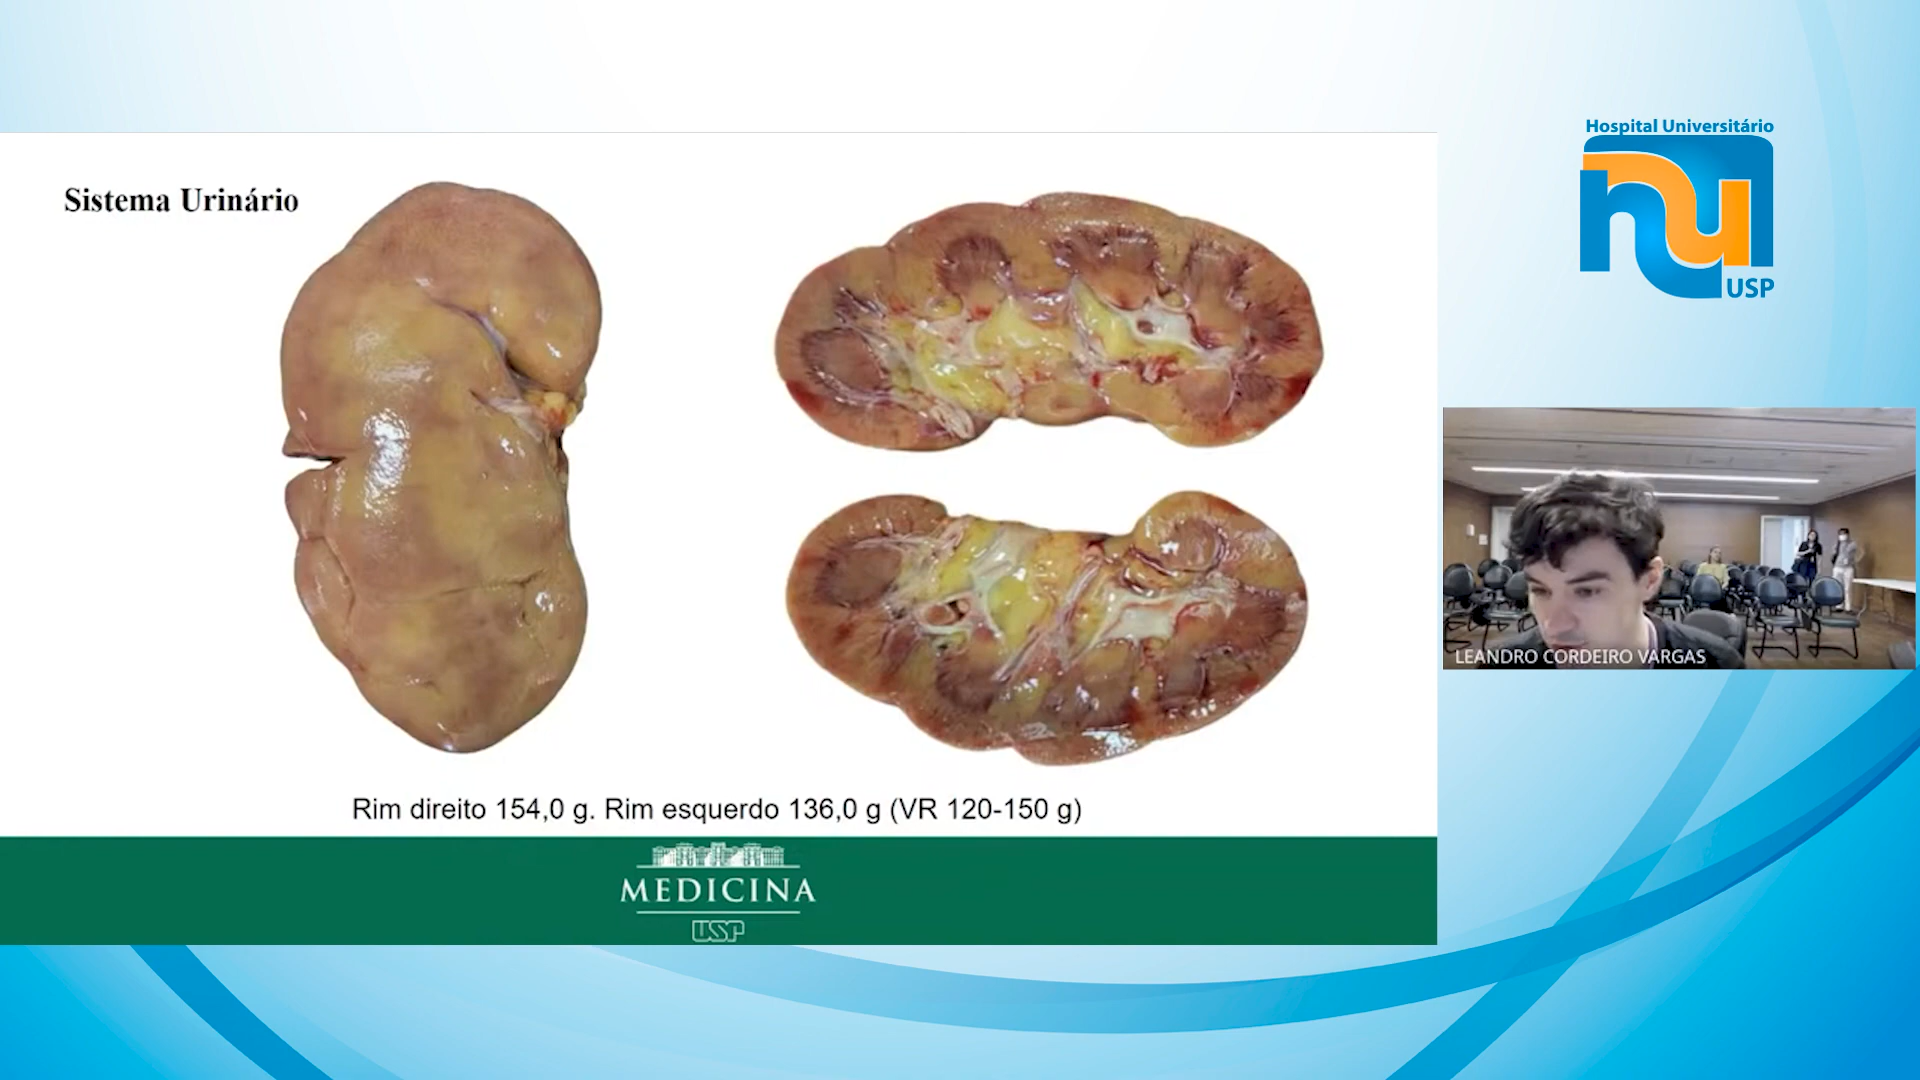 Hospital Universitário
hu
USP
Sistema Urinário
LEANDRO CORDEIRO VARGAS
Rim direito 154,0 g. Rim esquerdo 136,0 g (VR 120-150 g)
MEDICINA
USP